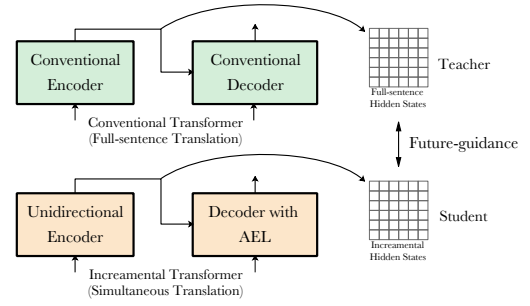 Conventional
Encoder
Conventional
Decoder
Teacher
Full-sentence
Hidden States
Conventional Transformer
(Full-sentence Translation)
Future-guidance
Unidirectional
Encoder
Decoder with
AEL
Student
Increamental
Hidden States
Increamental Transformer
(Simultaneous Translation)